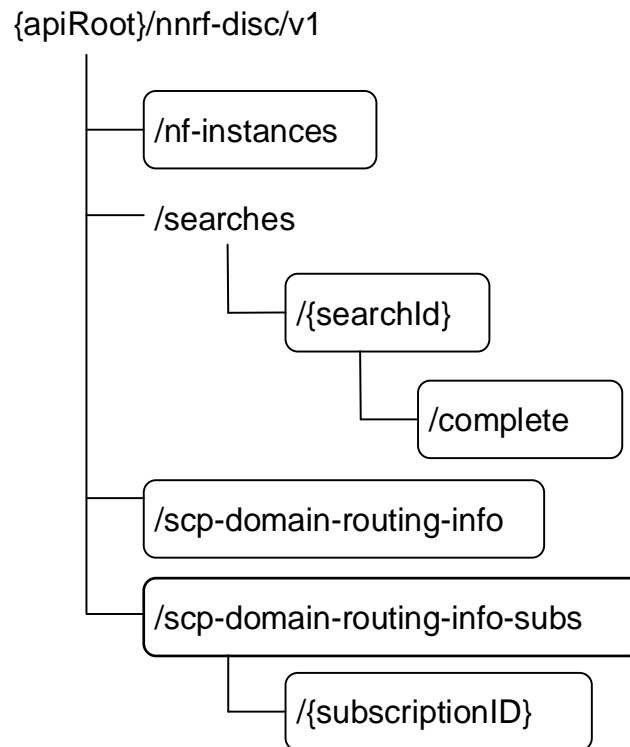 {apiRoot}/nnrf-disc/v1
/nf-instances
/searches
/{searchId}
/complete
/scp-domain-routing-info
/scp-domain-routing-info-subs
/{subscriptionID}